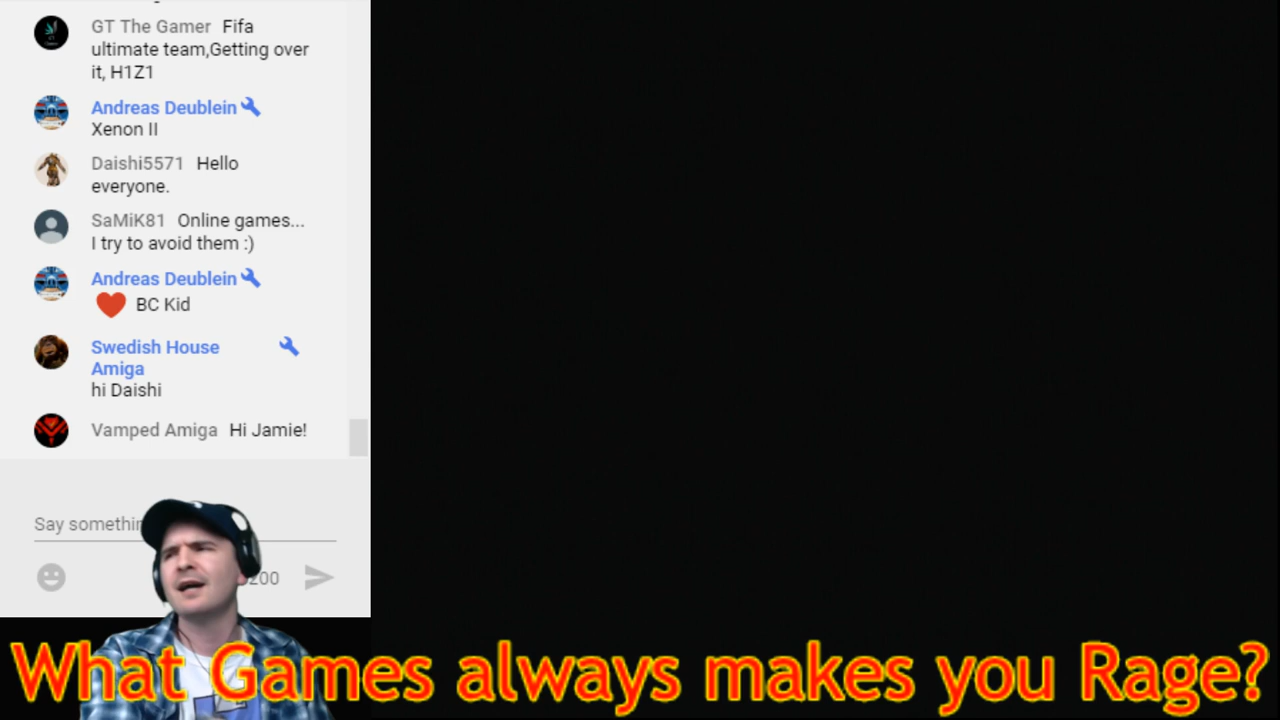 GT The Gamer Fifa
ultimate team,Getting over
it, H1Z1
Andreas Deublein
Xenon II
Daishi5571 Hello
everyone.
SaMiK81 Online games...
I try to avoid them :)
Andreas Deublein
BC Kid
Swedish House
Amiga
hi Daishi
Vamped Amiga Hi Jamie!
Say somethin
200
What Games always makes you Rage?